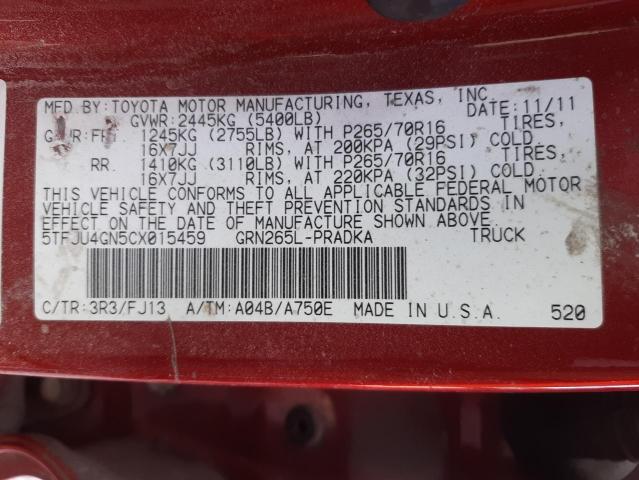 MFD BY:TOYOTA MOTOR MANUFACTURING, TEXAS, INC
GVWR:2445KG (5400LB) DATE:11/11
1245KG (2755LB) WITH P265/70R16 TIRES,
16X7JJ RIMS, AT 200KPA (29PSI) COLD.
RR. 1410KG (3110LB) WITH P265/70R16 TIRES,
16X7JJ RIMS, AT 220KPA (32PSI) COLD
THIS VEHICLE CONFORMS TO ALL APPLICABLE FEDERAL MOTOR
VEHICLE SAFETY AND THEFT PREVENTION STANDARDS IN
EFFECT ON THE DATE OF MANUFACTURE SHOWN ABOVE.
5TFJU4GN5CX015459 GRN265L-PRADKA TRUCK
C/TR:3R3/FJ13 A/TM:A04B/A750E MADE IN U.S.A. 520